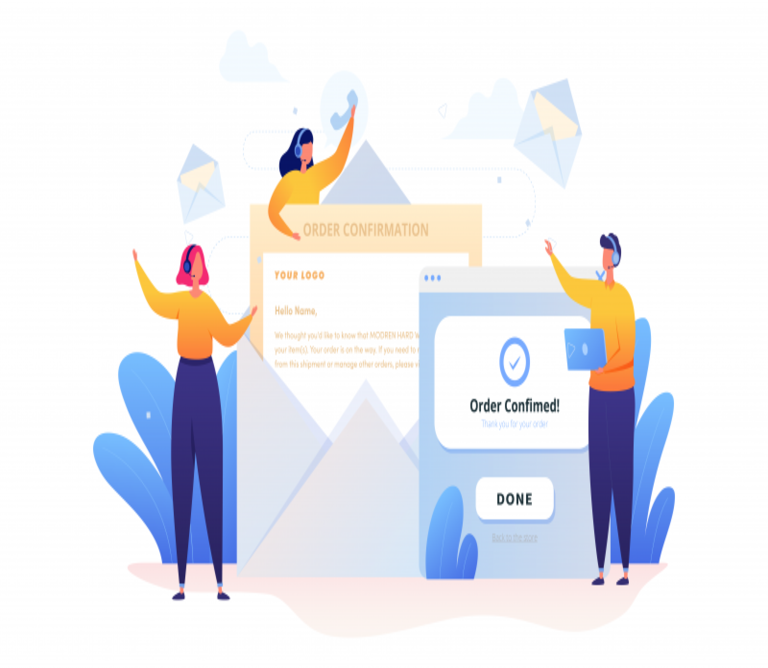 ORDER CONFIRMATION
YOUR LOGO
Hello Name,
We thought you'd like to know that MODREN HARD W
your item(s). Your order is on the way. If you need to
from this shipment or manage other orders, please vi
Order Confimed!
Thank you for your order
DONE
Back to the store